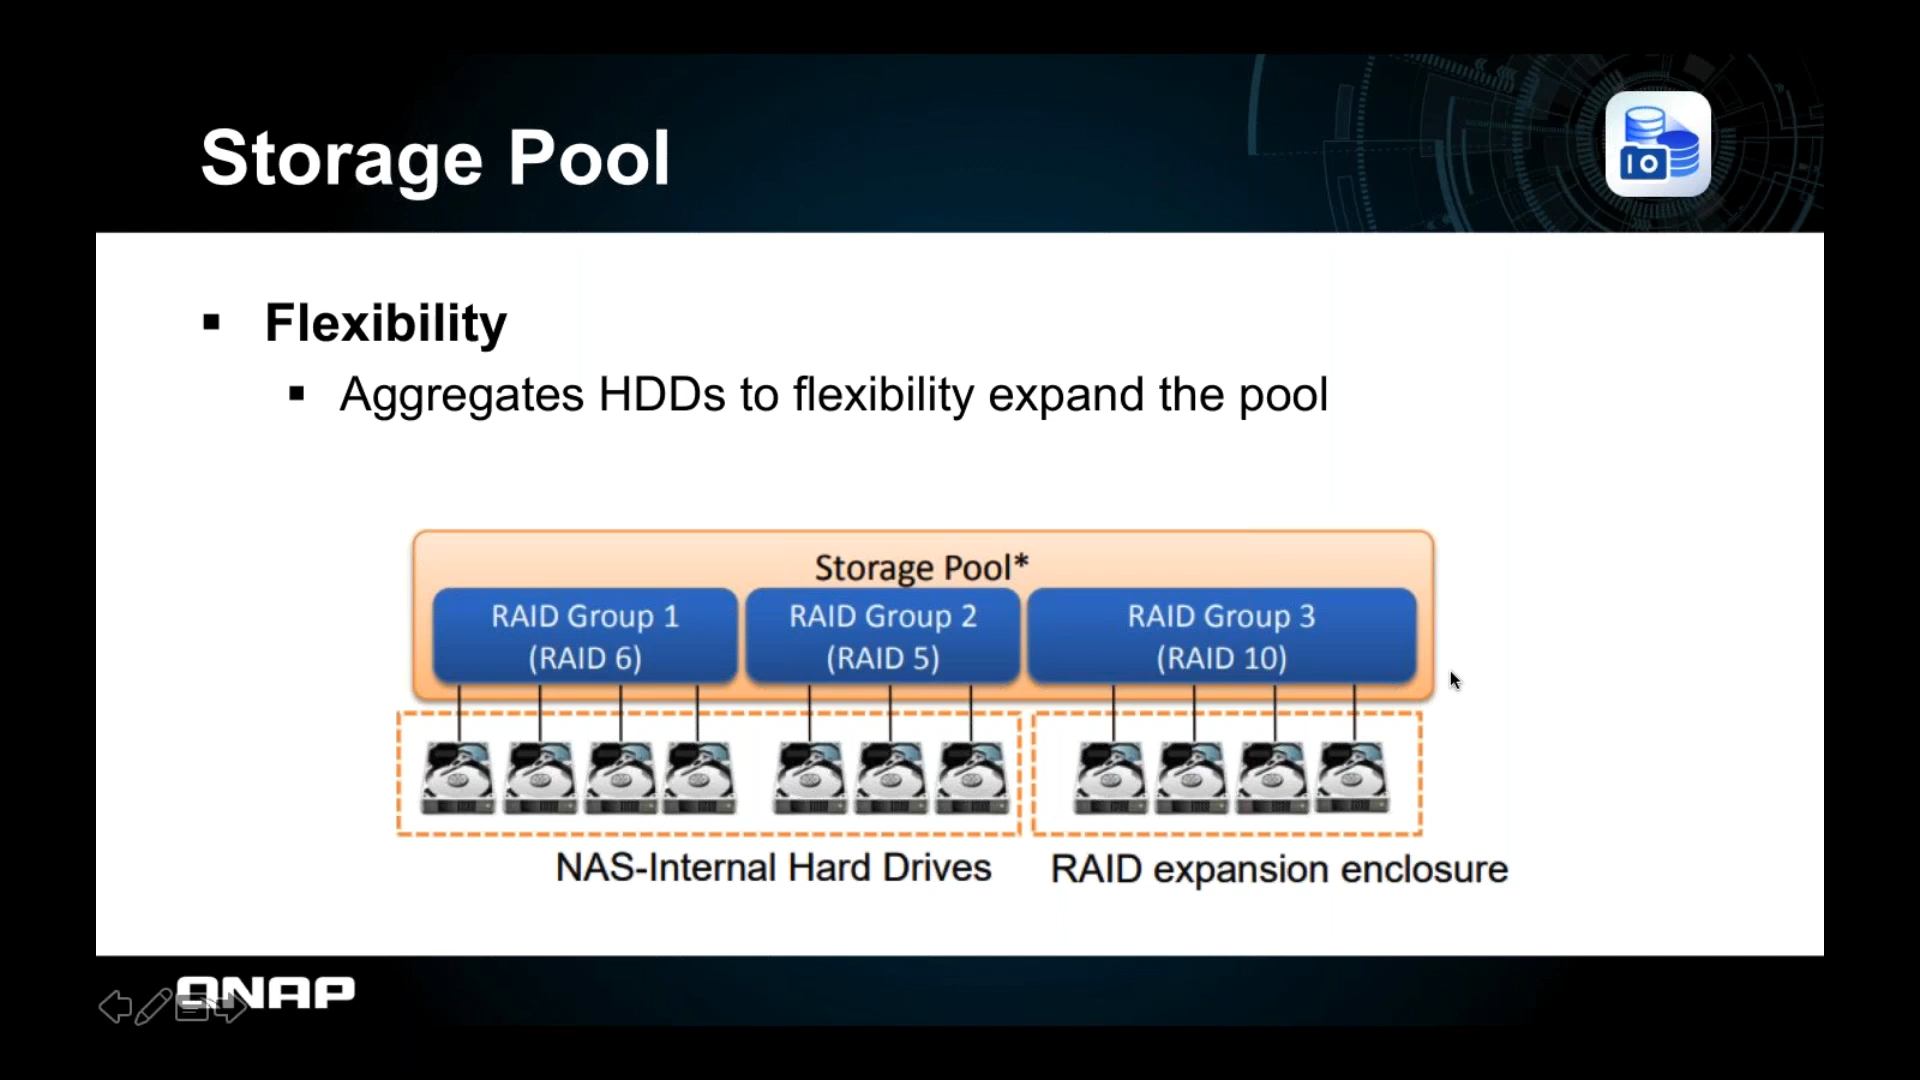 Storage Pool
IO
Flexibility
Aggregates HDDs to flexibility expand the pool
Storage Pool*
RAID Group 1
(RAID 6)
RAID Group 2
(RAID 5)
RAID Group 3
(RAID 10)
NAS-Internal Hard Drives
RAID expansion enclosure
QNAP